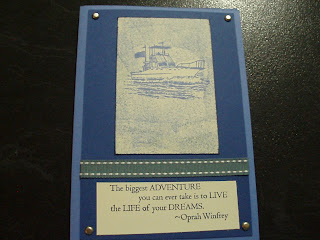 The biggest ADVENTURE
you can ever take is to LIVE
the LIFE of your DREAMS.
~Oprah Winfrey